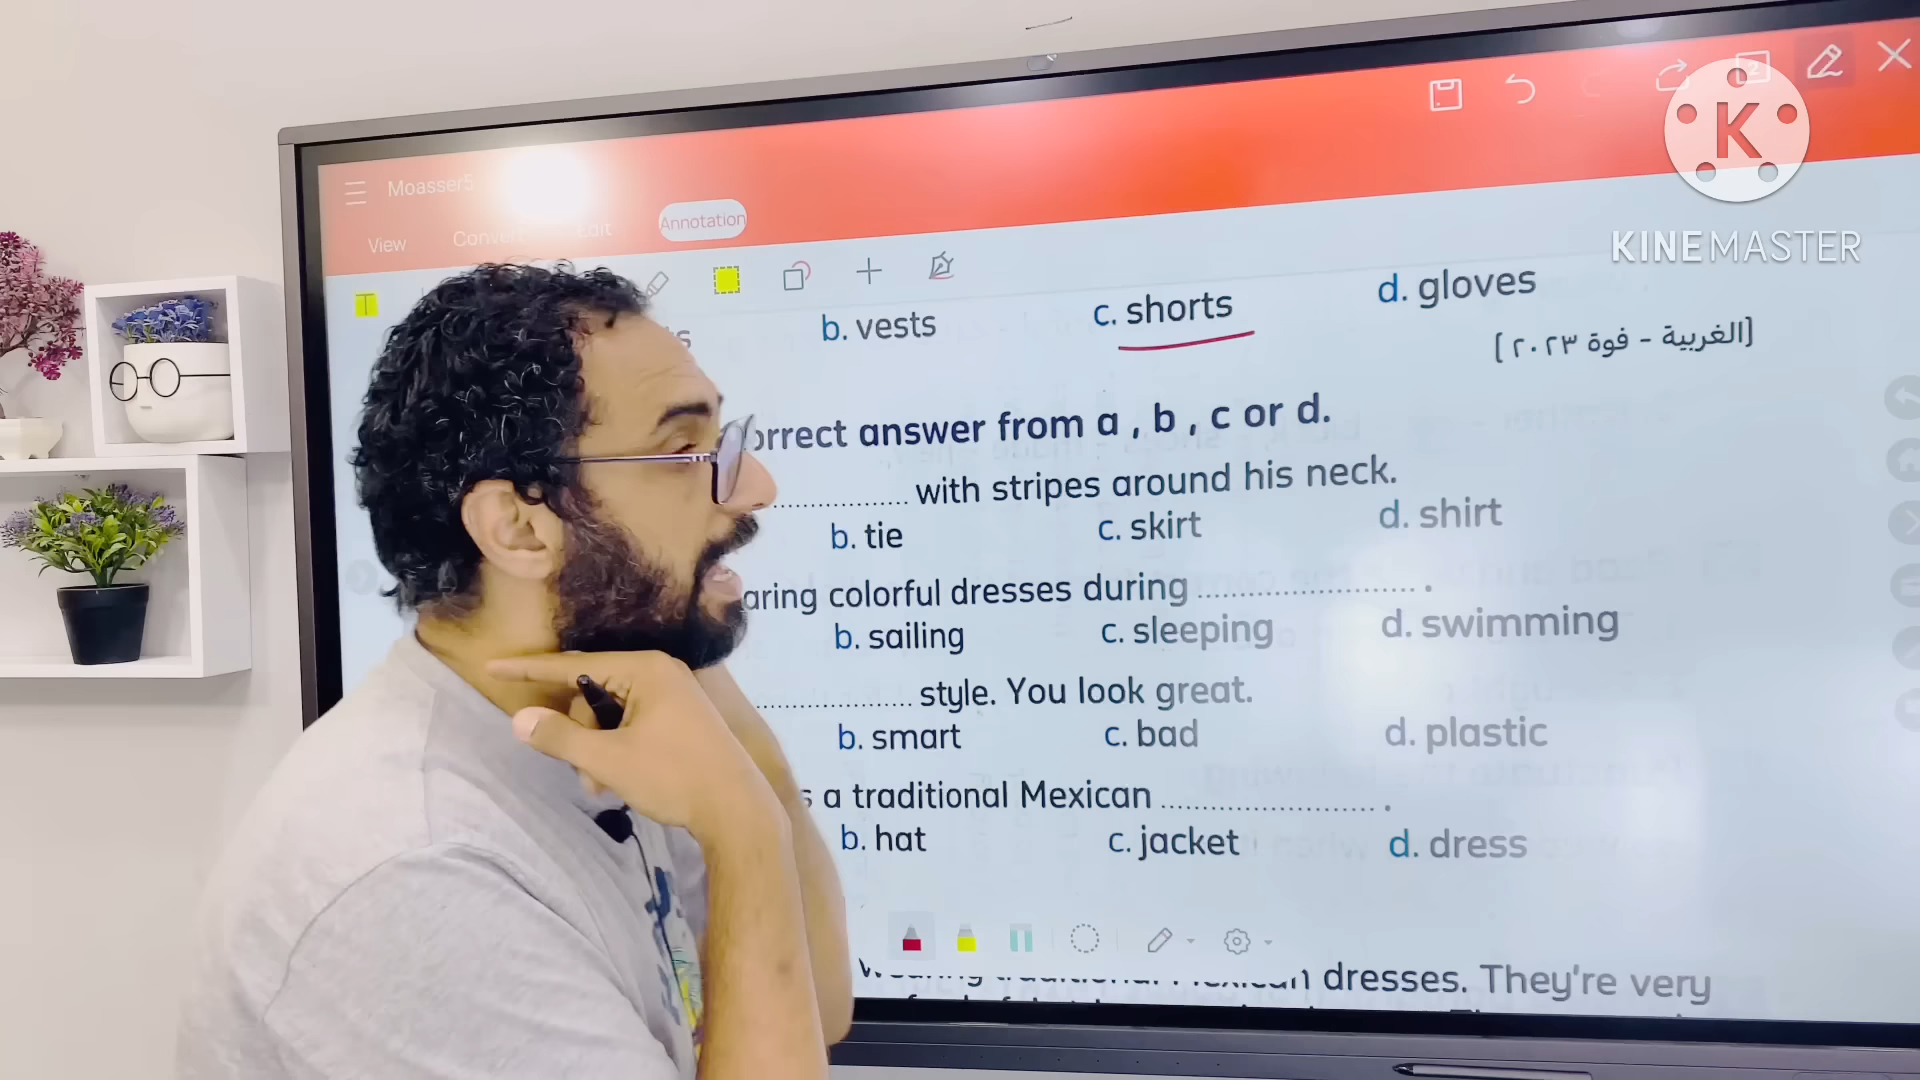 K
KINEMASTER
Moasser5
View Convert Edit Annotation
T
b. vests c. shorts d. gloves
[الغربية - فوة ٢٠٢٣]
orrect answer from a , b , c or d.
.................. with stripes around his neck.
b. tie c. skirt d. shirt
aring colorful dresses during ........................ .
b. sailing c. sleeping d. swimming
.................... style. You look great.
b. smart c. bad d. plastic
s a traditional Mexican ........................ .
b. hat c. jacket d. dress
dresses. They're very